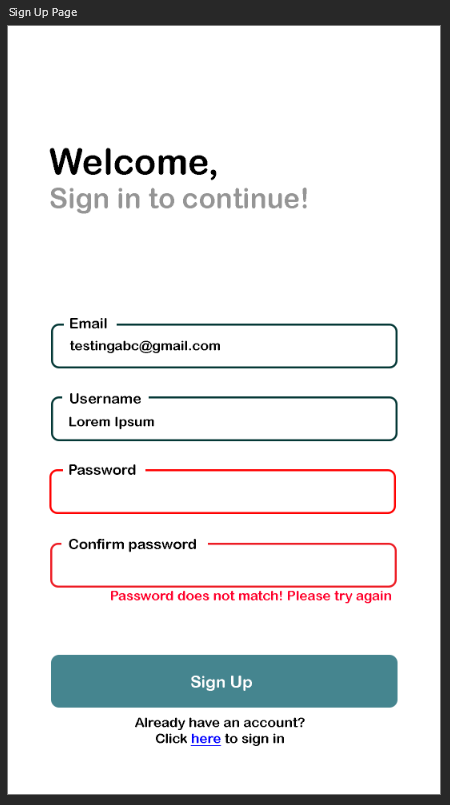 Sign Up Page
Welcome,
Sign in to continue!
Email
testingabc@gmail.com
Username
Lorem Ipsum
Password
Confirm password
Password does not match! Please try again
Sign Up
Already have an account?
Click here to sign in